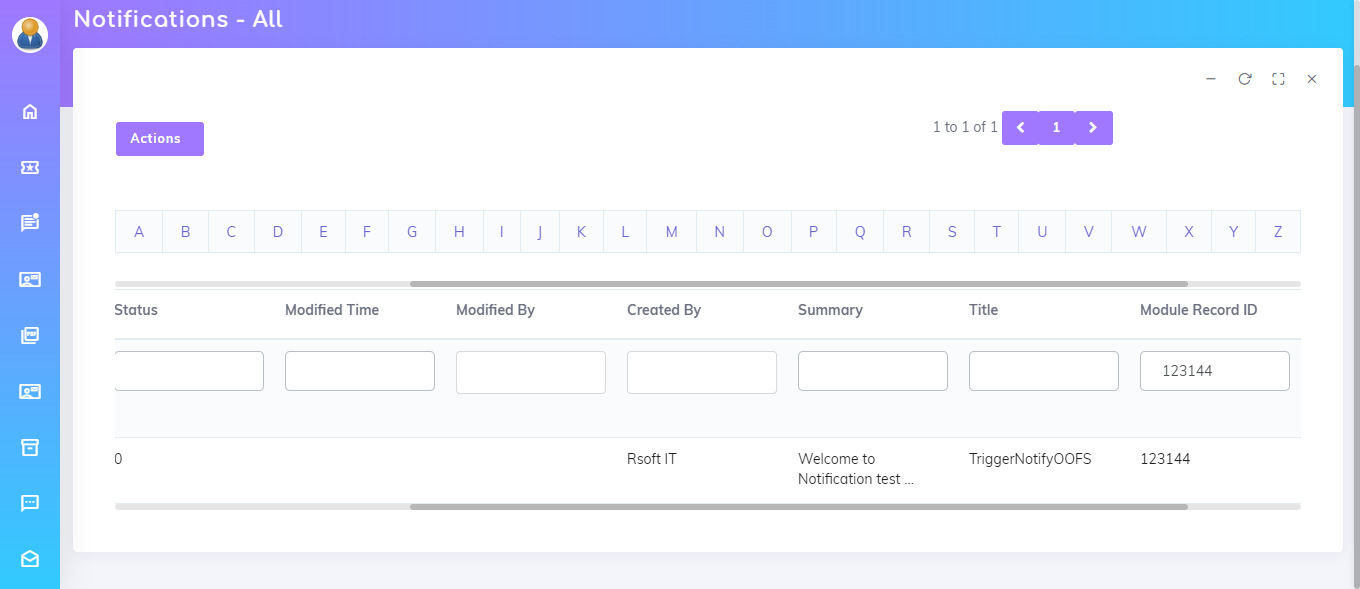 Notifications - All
Actions
1 to 1 of 1 1
A B C D E F G H I J K L M N O P Q R S T U V W X Y Z
Status Modified Time Modified By Created By Summary Title Module Record ID
123144
0 Rsoft IT Welcome to TriggerNotifyOOFS 123144
Notification test ...